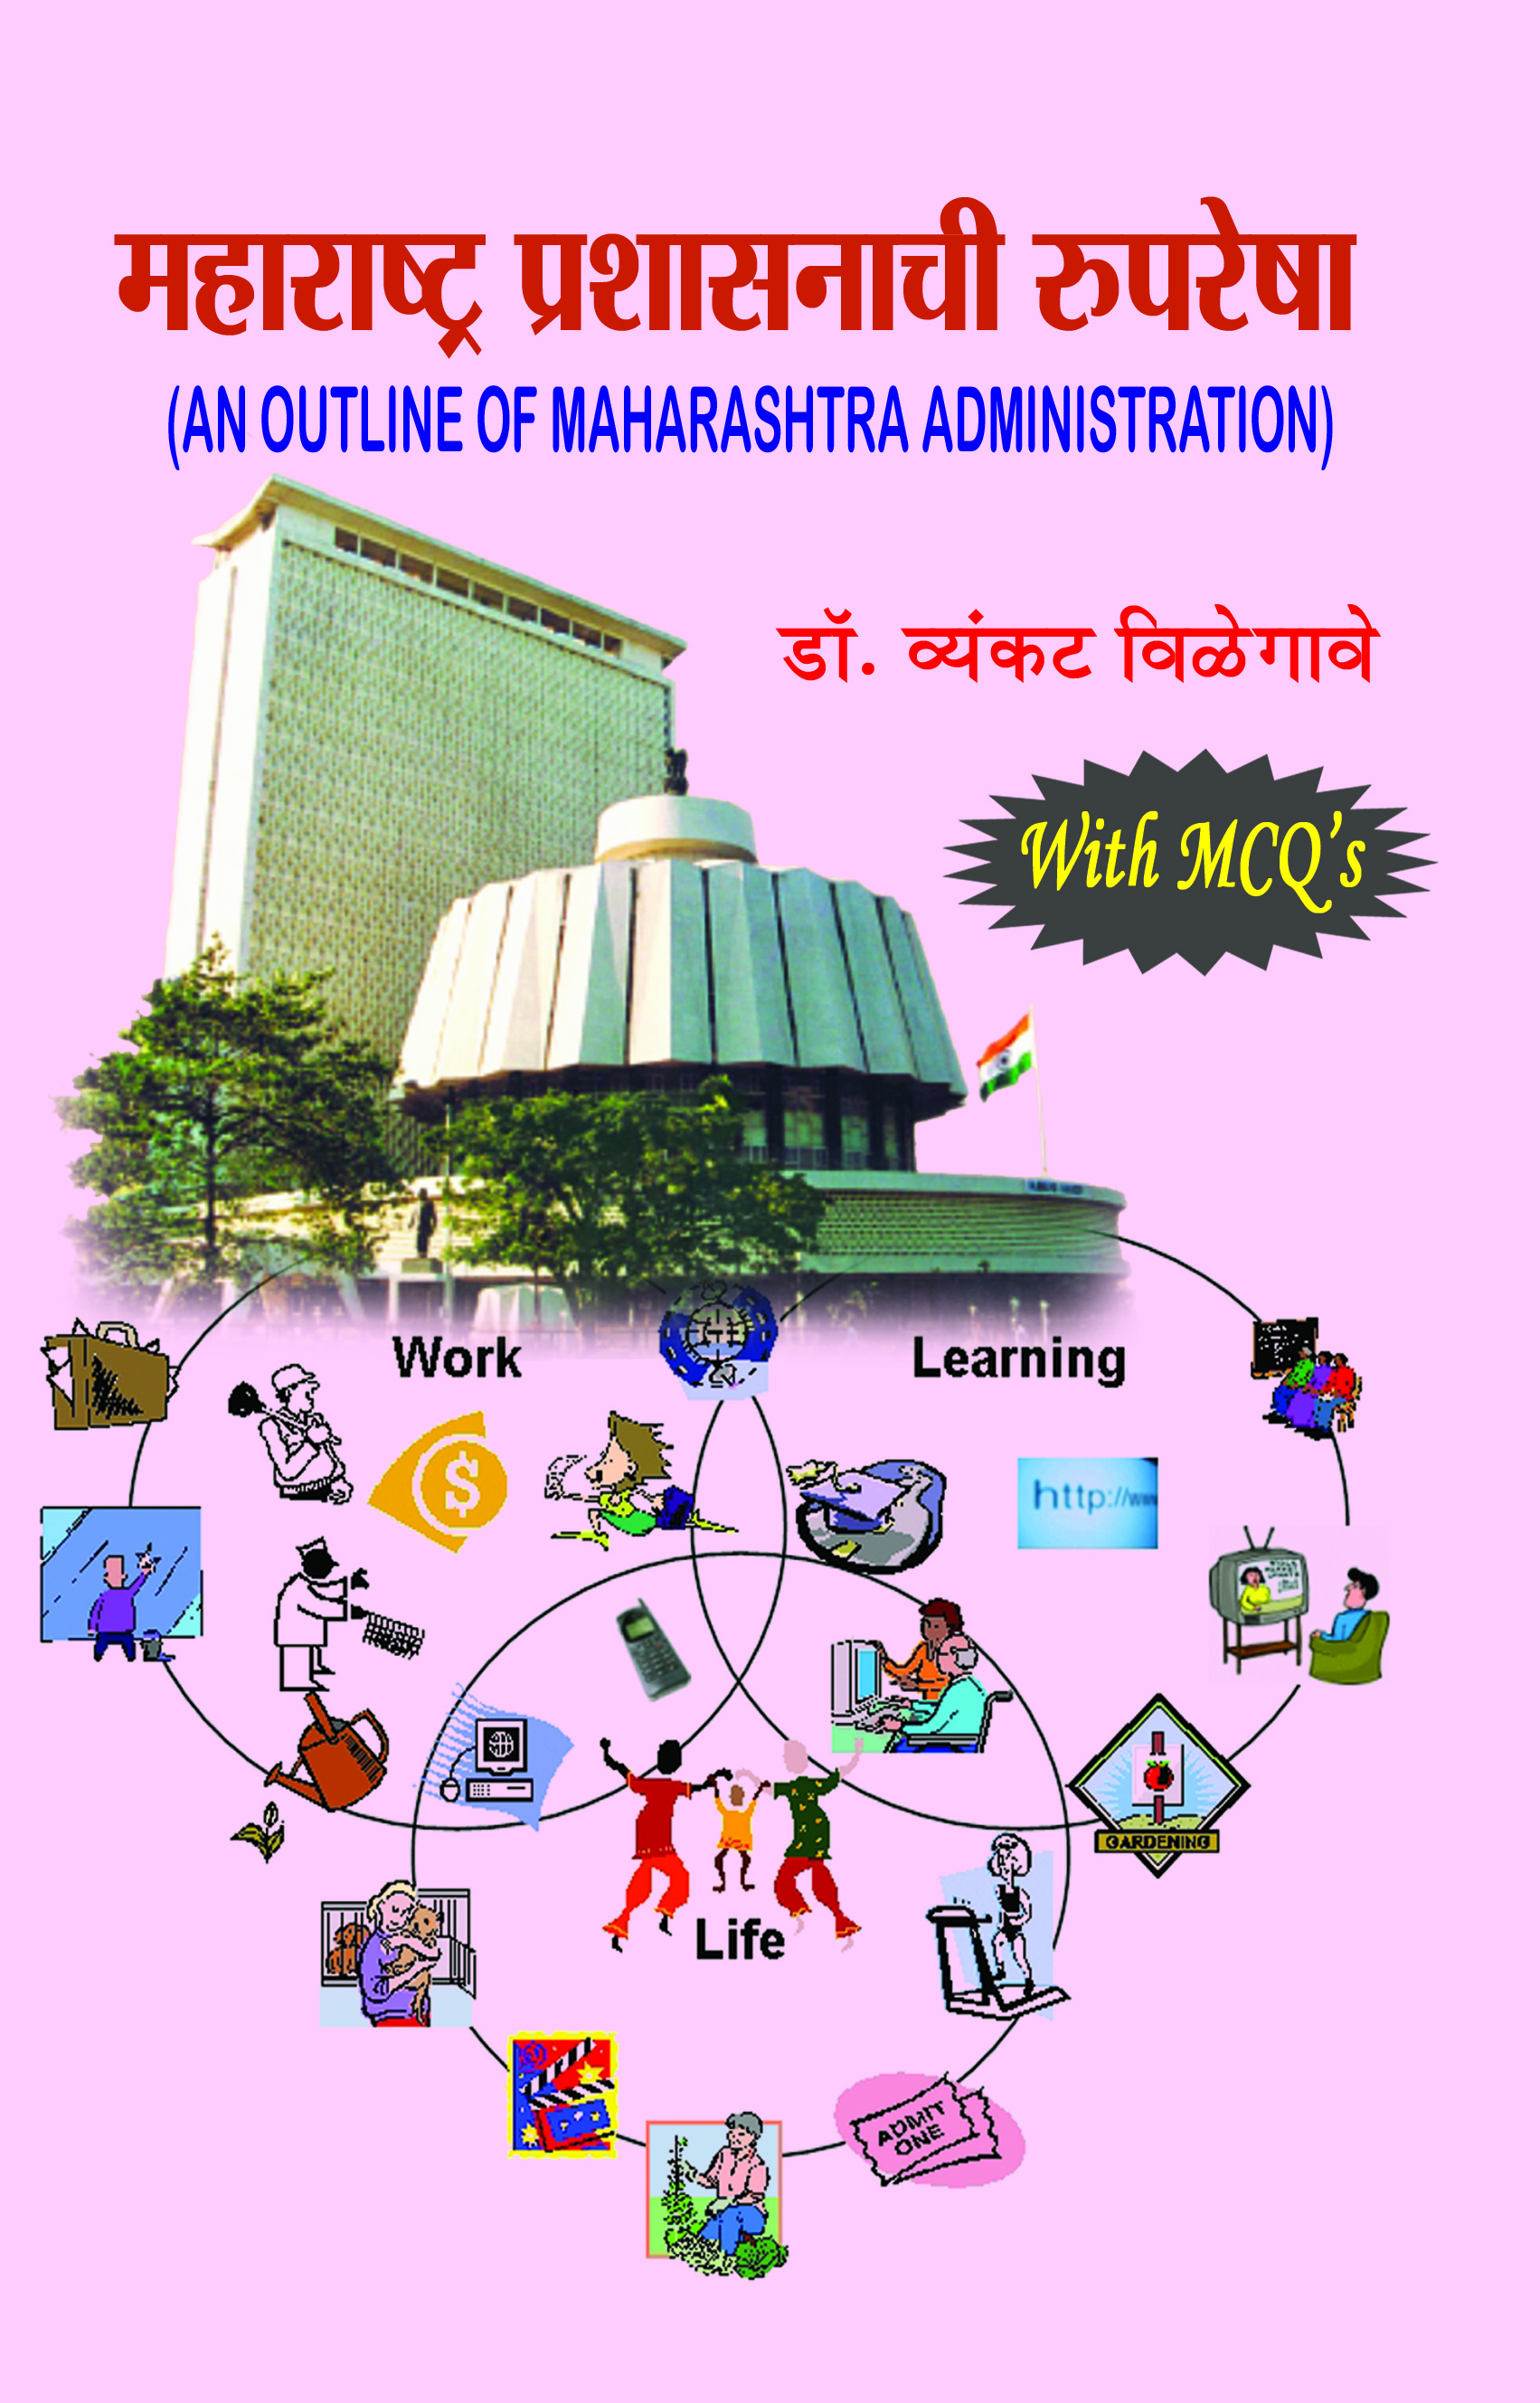 महाराष्ट्र प्रशासनाची रुपरेषा
(AN OUTLINE OF MAHARASHTRA ADMINISTRATION)
डॉ. व्यंकट विळेगावे
With MCQ's
Work
Learning
http://www
GARDENING
Life
ADMIT
ONE